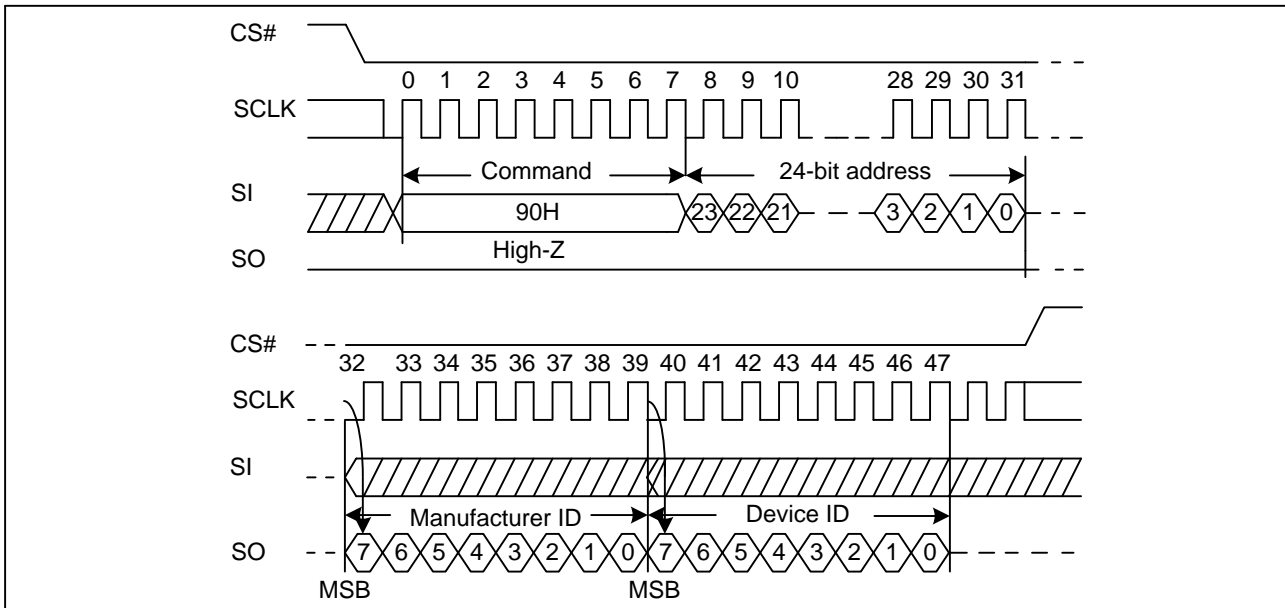 CS#
0 1 2 3 4 5 6 7 8 9 10 28 29 30 31
SCLK
Command 24-bit address
SI
90H 23 22 21 3 2 1 0
High-Z
SO
CS#
32 33 34 35 36 37 38 39 40 41 42 43 44 45 46 47
SCLK
SI
Manufacturer ID Device ID
SO 7 6 5 4 3 2 1 0 7 6 5 4 3 2 1 0
MSB MSB